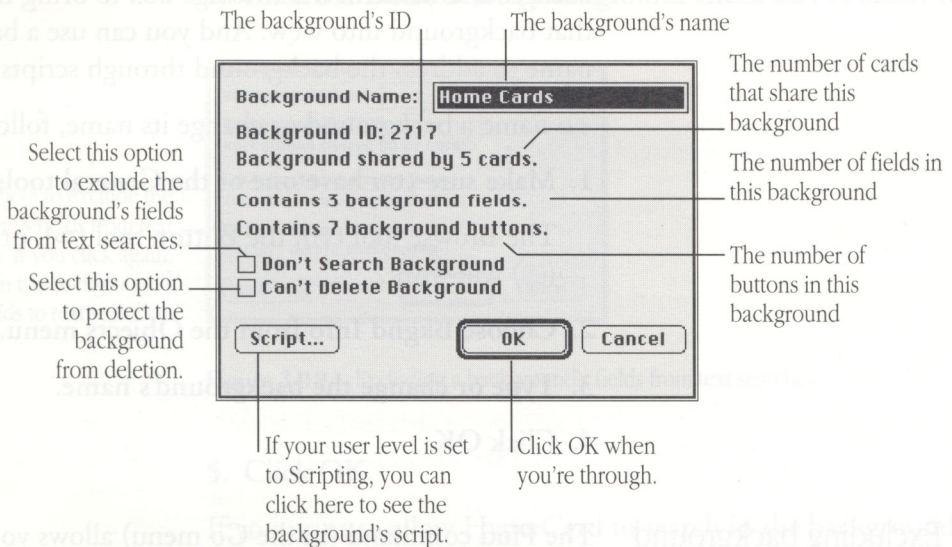 The background's ID
The background's name
Background Name: Home Cards
Background ID: 2717
Background shared by 5 cards.
Contains 3 background fields.
Contains 7 background buttons.
Don't Search Background
Can't Delete Background
Script...
OK
Cancel
Select this option
to exclude the
background's fields
from text searches.
Select this option
to protect the
background
from deletion.
The number of cards
that share this
background
The number of fields in
this background
The number of
buttons in this
background
If your user level is set
to Scripting, you can
click here to see the
background's script.
Click OK when
you're through.